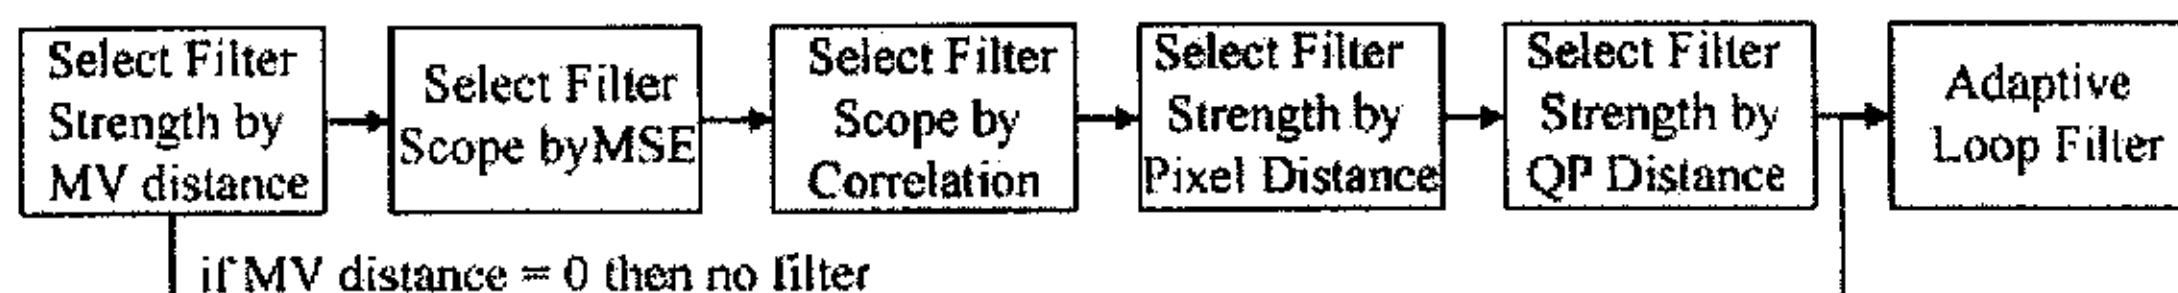 Select Filter
Strength by
MV distance
Select Filter
Scope byMSE
Select Filter
Scope by
Correlation
Select Filter
Strength by
Pixel Distance
Select Filter
Strength by
QP Distance
Adaptive
Loop Filter
if MV distance = 0 then no filter